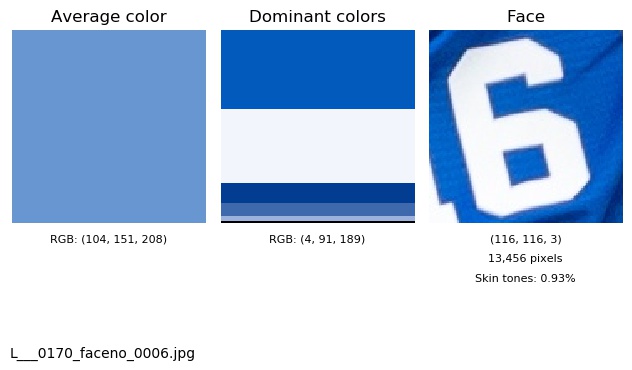 Average color
Dominant colors
Face
6
RGB: (104, 151, 208)
RGB: (4, 91, 189)
(116, 116, 3)
13,456 pixels
Skin tones: 0.93%
L___0170_faceno_0006.jpg